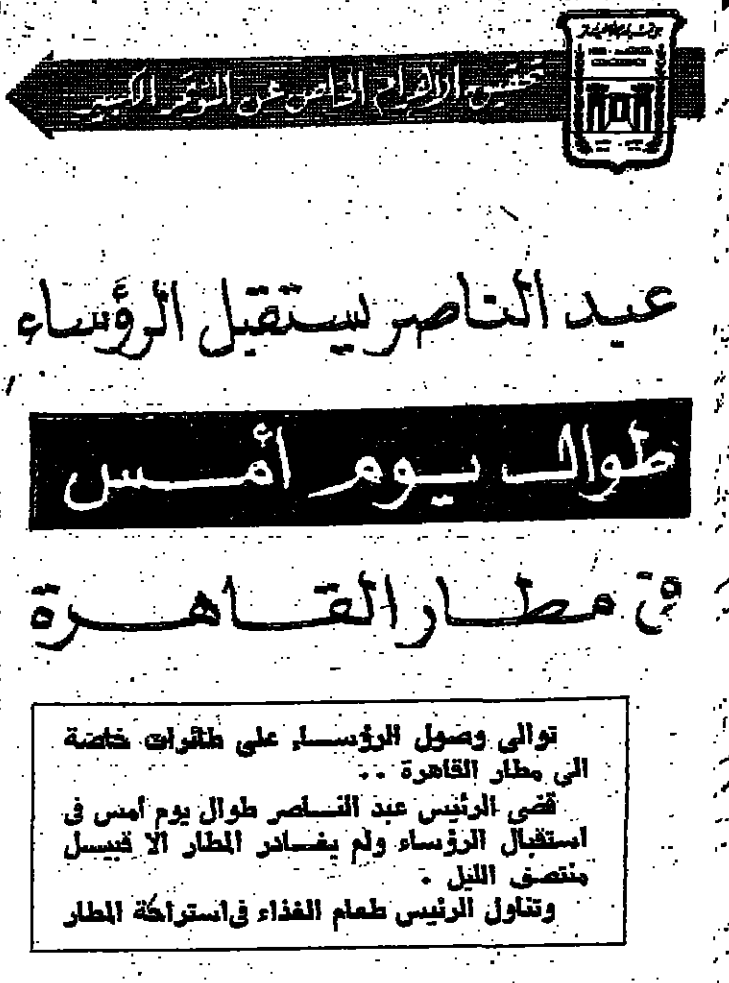 تحقيق الأهرام الخاص عن المؤتمر الكبير
عبد الناصر يستقبل الرؤساء
طوال يوم أمس
في مطار القاهرة
توالى وصول الرؤساء على طائرات خاصة
الى مطار القاهرة ..
قضى الرئيس عبد الناصر طوال يوم أمس فى
استقبال الرؤساء ولم يغادر المطار الا قبيل
منتصف الليل .
وتناول الرئيس طعام الغذاء فى استراحة المطار